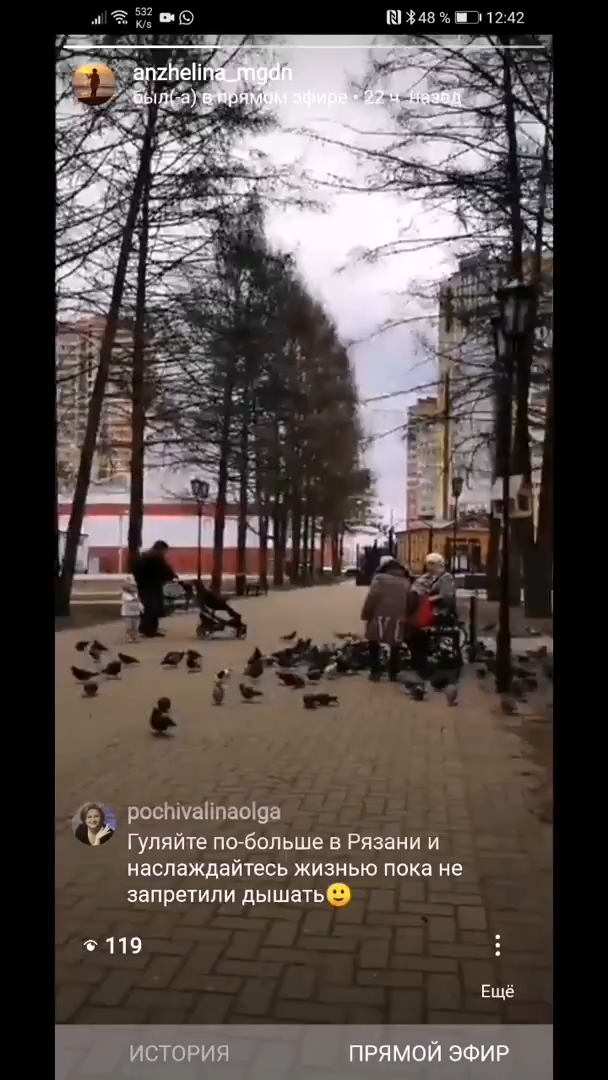 532
K/s
48 %
12:42
anzhelina_mgdn
был(-а) в прямом эфире • 22 ч. назад
pochivalinaolga
Гуляйте по-больше в Рязани и
наслаждайтесь жизнью пока не
запретили дышать🙂
119
Ещё
ИСТОРИЯ
ПРЯМОЙ ЭФИР